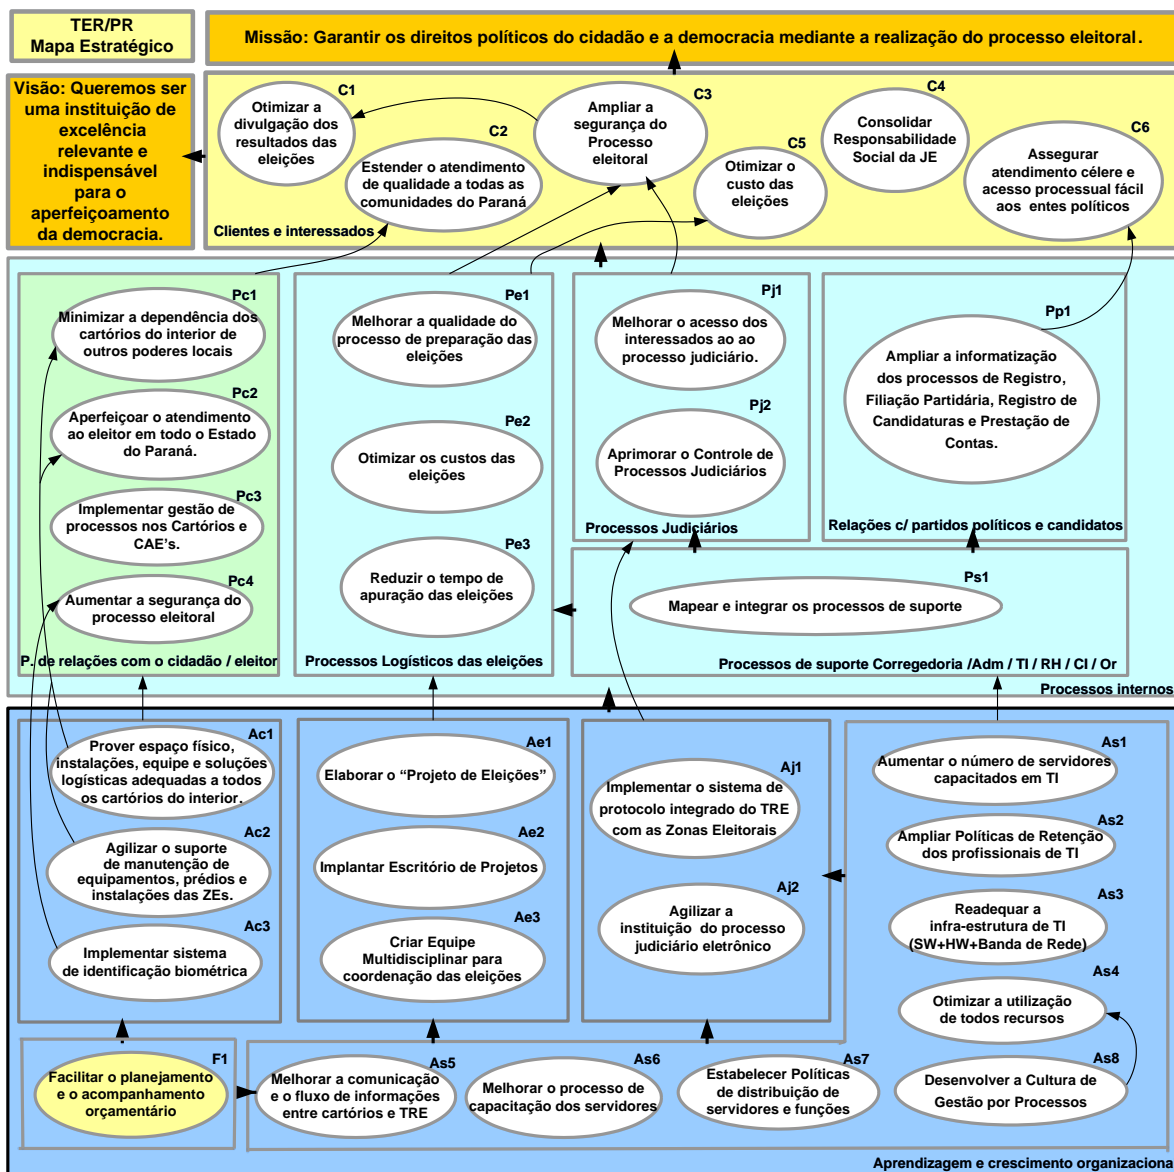 TER/PR
Mapa Estratégico
Missão: Garantir os direitos políticos do cidadão e a democracia mediante a realização do processo eleitoral.
Visão: Queremos ser
uma instituição de
excelência
relevante e
indispensável
para o
aperfeiçoamento
da democracia.
C1
Otimizar a
divulgação dos
resultados das
eleições
C2
Estender o atendimento
de qualidade a todas as
comunidades do Paraná
C3
Ampliar a
segurança do
Processo
eleitoral
C4
Consolidar
Responsabilidade
Social da JE
C5
Otimizar o
custo das
eleições
C6
Assegurar
atendimento célere e
acesso processual fácil
aos entes políticos
Clientes e interessados
Pc1
Minimizar a dependência dos
cartórios do interior de
outros poderes locais
Pc2
Aperfeiçoar o atendimento
ao eleitor em todo o Estado
do Paraná.
Pc3
Implementar gestão de
processos nos Cartórios e
CAE's.
Pc4
Aumentar a segurança do
processo eleitoral
P. de relações com o cidadão / eleitor
Pe1
Melhorar a qualidade do
processo de preparação das
eleições
Pe2
Otimizar os custos das
eleições
Pe3
Reduzir o tempo de
apuração das eleições
Processos Logísticos das eleições
Pj1
Melhorar o acesso dos
interessados ao ao
processo judiciário.
Pj2
Aprimorar o Controle de
Processos Judiciários
Processos Judiciários
Pp1
Ampliar a informatização
dos processos de Registro,
Filiação Partidária, Registro de
Candidaturas e Prestação de
Contas.
Relações c/ partidos políticos e candidatos
Ps1
Mapear e integrar os processos de suporte
Processos de suporte Corregedoria /Adm / TI / RH / CI / Or
Processos internos
Ac1
Prover espaço físico,
instalações, equipe e soluções
logísticas adequadas a todos
os cartórios do interior.
Ac2
Agilizar o suporte
de manutenção de
equipamentos, prédios e
instalações das ZEs.
Ac3
Implementar sistema
de identificação biométrica
Ae1
Elaborar o “Projeto de Eleições”
Ae2
Implantar Escritório de Projetos
Ae3
Criar Equipe
Multidisciplinar para
coordenação das eleições
Aj1
Implementar o sistema de
protocolo integrado do TRE
com as Zonas Eleitorais
Aj2
Agilizar a
instituição do processo
judiciário eletrônico
As1
Aumentar o número de servidores
capacitados em TI
As2
Ampliar Políticas de Retenção
dos profissionais de TI
As3
Readequar a
infra-estrutura de TI
(SW+HW+Banda de Rede)
As4
Otimizar a utilização
de todos recursos
As8
Desenvolver a Cultura de
Gestão por Processos
F1
Facilitar o planejamento
e o acompanhamento
orçamentário
As5
Melhorar a comunicação
e o fluxo de informações
entre cartórios e TRE
As6
Melhorar o processo de
capacitação dos servidores
As7
Estabelecer Políticas
de distribuição de
servidores e funções
Aprendizagem e crescimento organizaciona